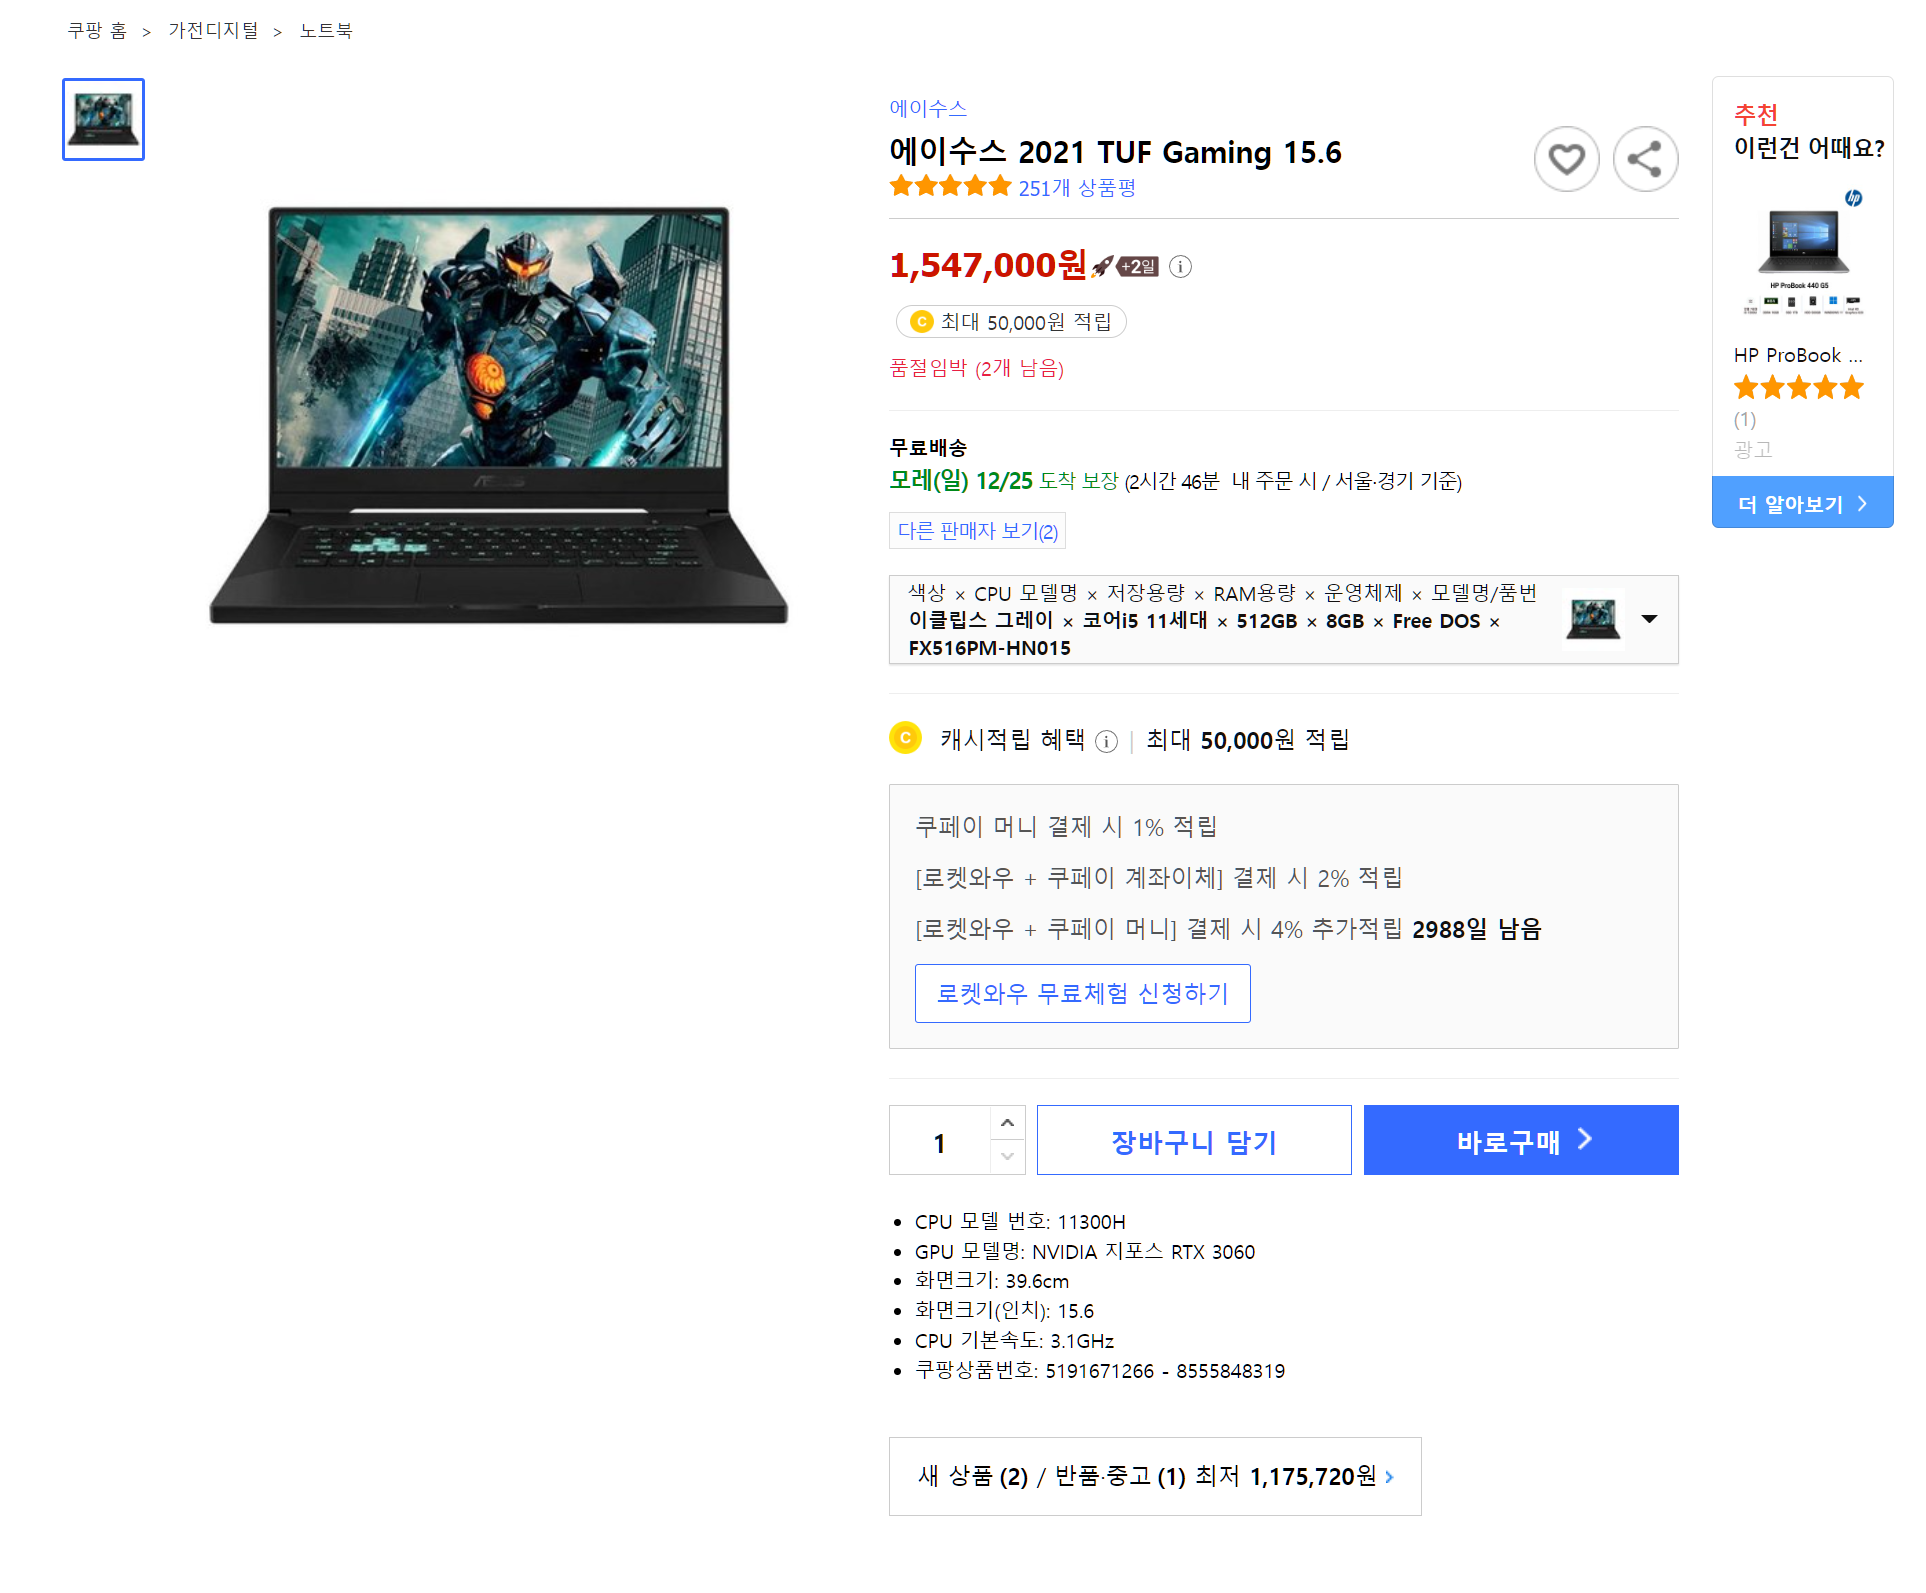 쿠팡 홈 > 가전디지털 > 노트북
에이수스
에이수스 2021 TUF Gaming 15.6
251개 상품평
1,547,000원 +2일
최대 50,000원 적립
품절임박 (2개 남음)
무료배송
모레(일) 12/25 도착 보장 (2시간 46분 내 주문 시 / 서울·경기 기준)
다른 판매자 보기(2)
색상 × CPU 모델명 × 저장용량 × RAM용량 × 운영체제 × 모델명/품번
이클립스 그레이 × 코어i5 11세대 × 512GB × 8GB × Free DOS ×
FX516PM-HN015
캐시적립 혜택 | 최대 50,000원 적립
쿠페이 머니 결제 시 1% 적립
[로켓와우 + 쿠페이 계좌이체] 결제 시 2% 적립
[로켓와우 + 쿠페이 머니] 결제 시 4% 추가적립 2988일 남음
로켓와우 무료체험 신청하기
1
장바구니 담기
바로구매
• CPU 모델 번호: 11300H
• GPU 모델명: NVIDIA 지포스 RTX 3060
• 화면크기: 39.6cm
• 화면크기(인치): 15.6
• CPU 기본속도: 3.1GHz
• 쿠팡상품번호: 5191671266 - 8555848319
새 상품 (2) / 반품·중고 (1) 최저 1,175,720원
추천
이런건 어때요?
hp
HP ProBook 440 G5
HP ProBook ...
(1)
광고
더 알아보기
ASUS